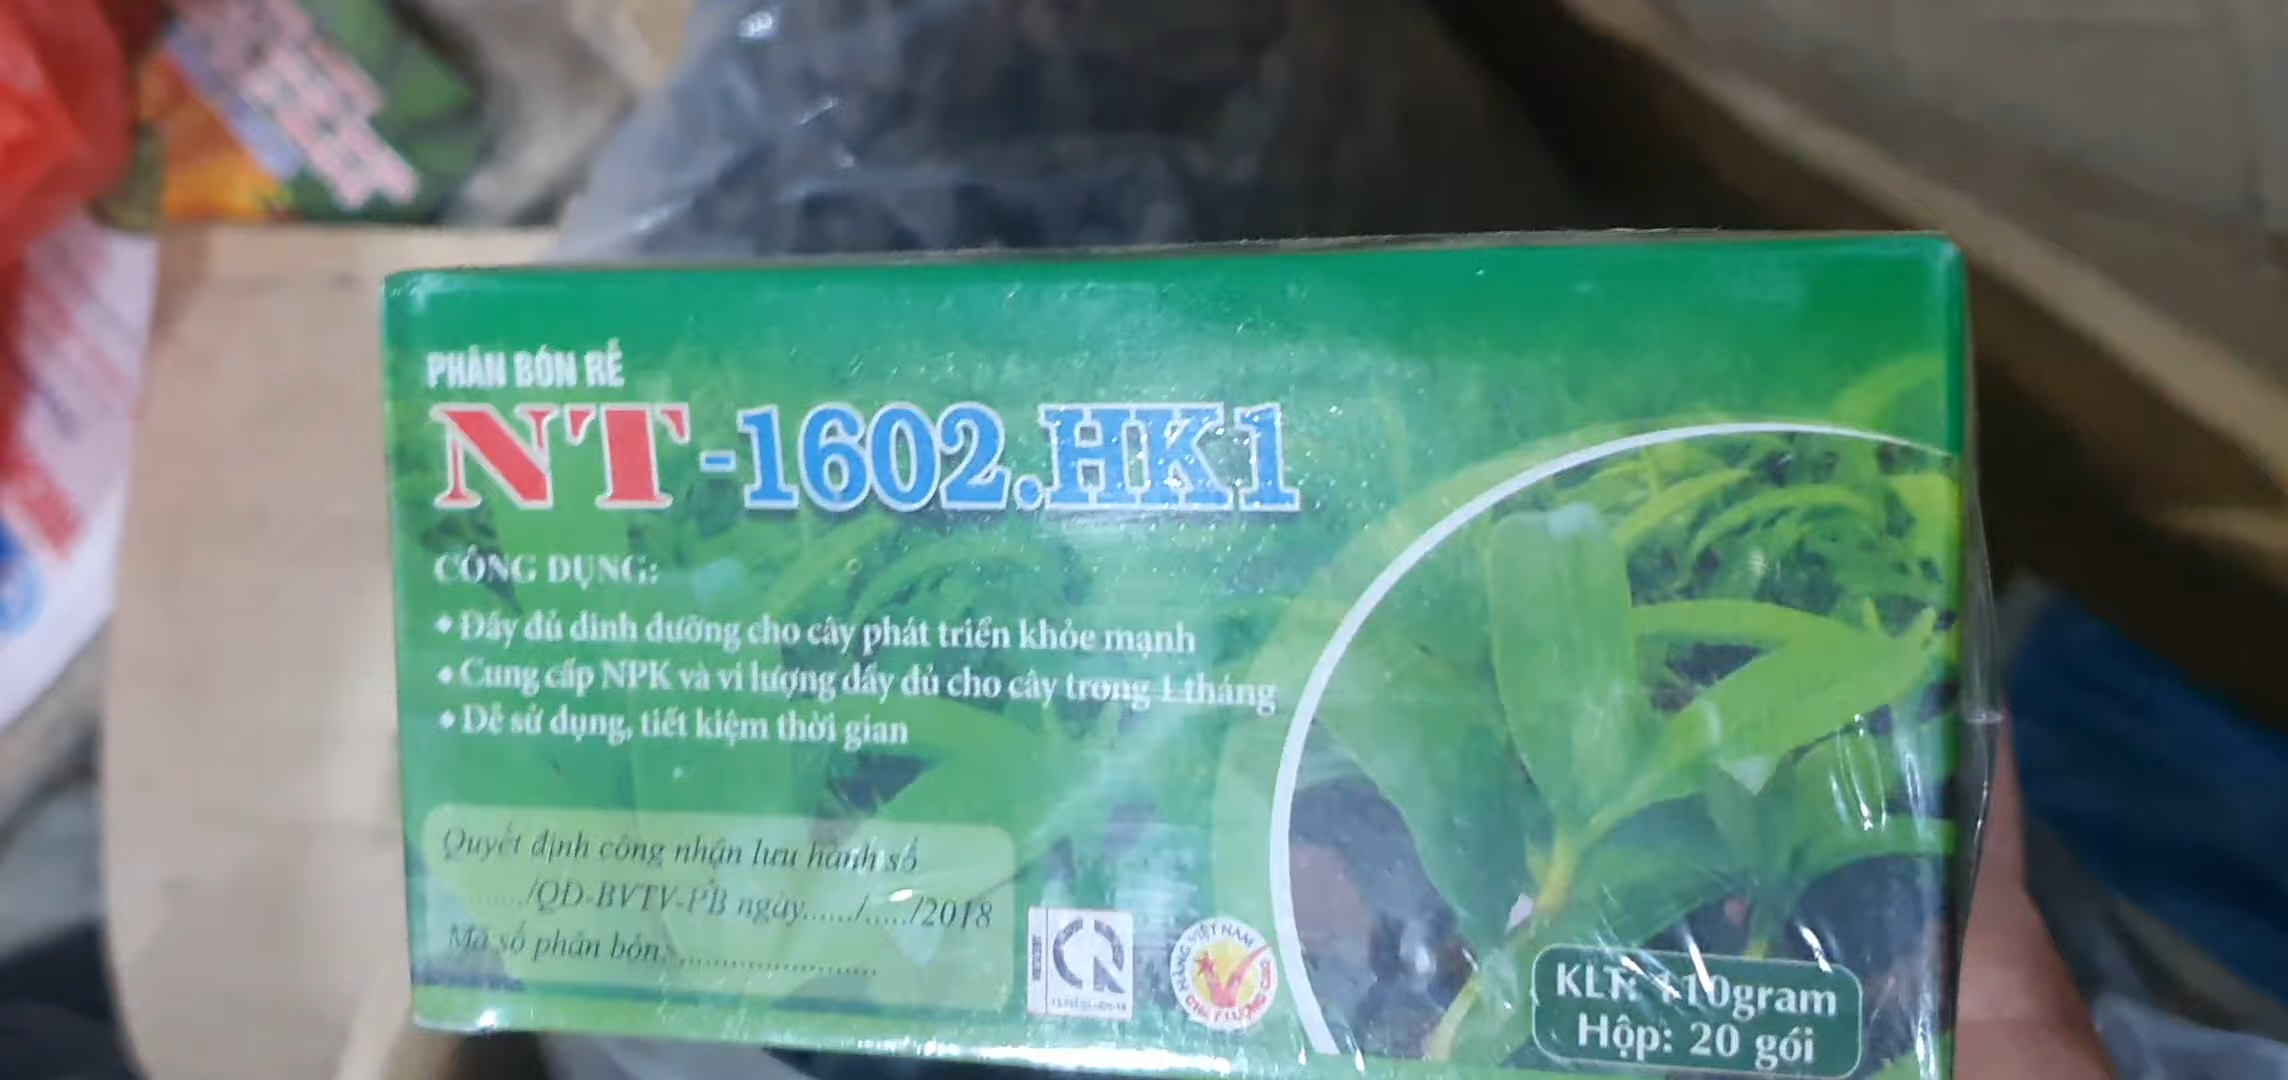 PHÂN BÓN RỄ
NT-1602.HK1
CÔNG DỤNG:
Đầy đủ dinh dưỡng cho cây phát triển khỏe mạnh
Cung cấp NPK và vi lượng đầy đủ cho cây trong 1 tháng
Dễ sử dụng, tiết kiệm thời gian
Quyết định công nhận lưu hành số
....../QD-BVTV-PB ngày....../...../2018
Mã số phân bón:........................
HÀNG VIỆT NAM
CHẤT LƯỢNG CAO
KLT: 110gram
Hộp: 20 gói